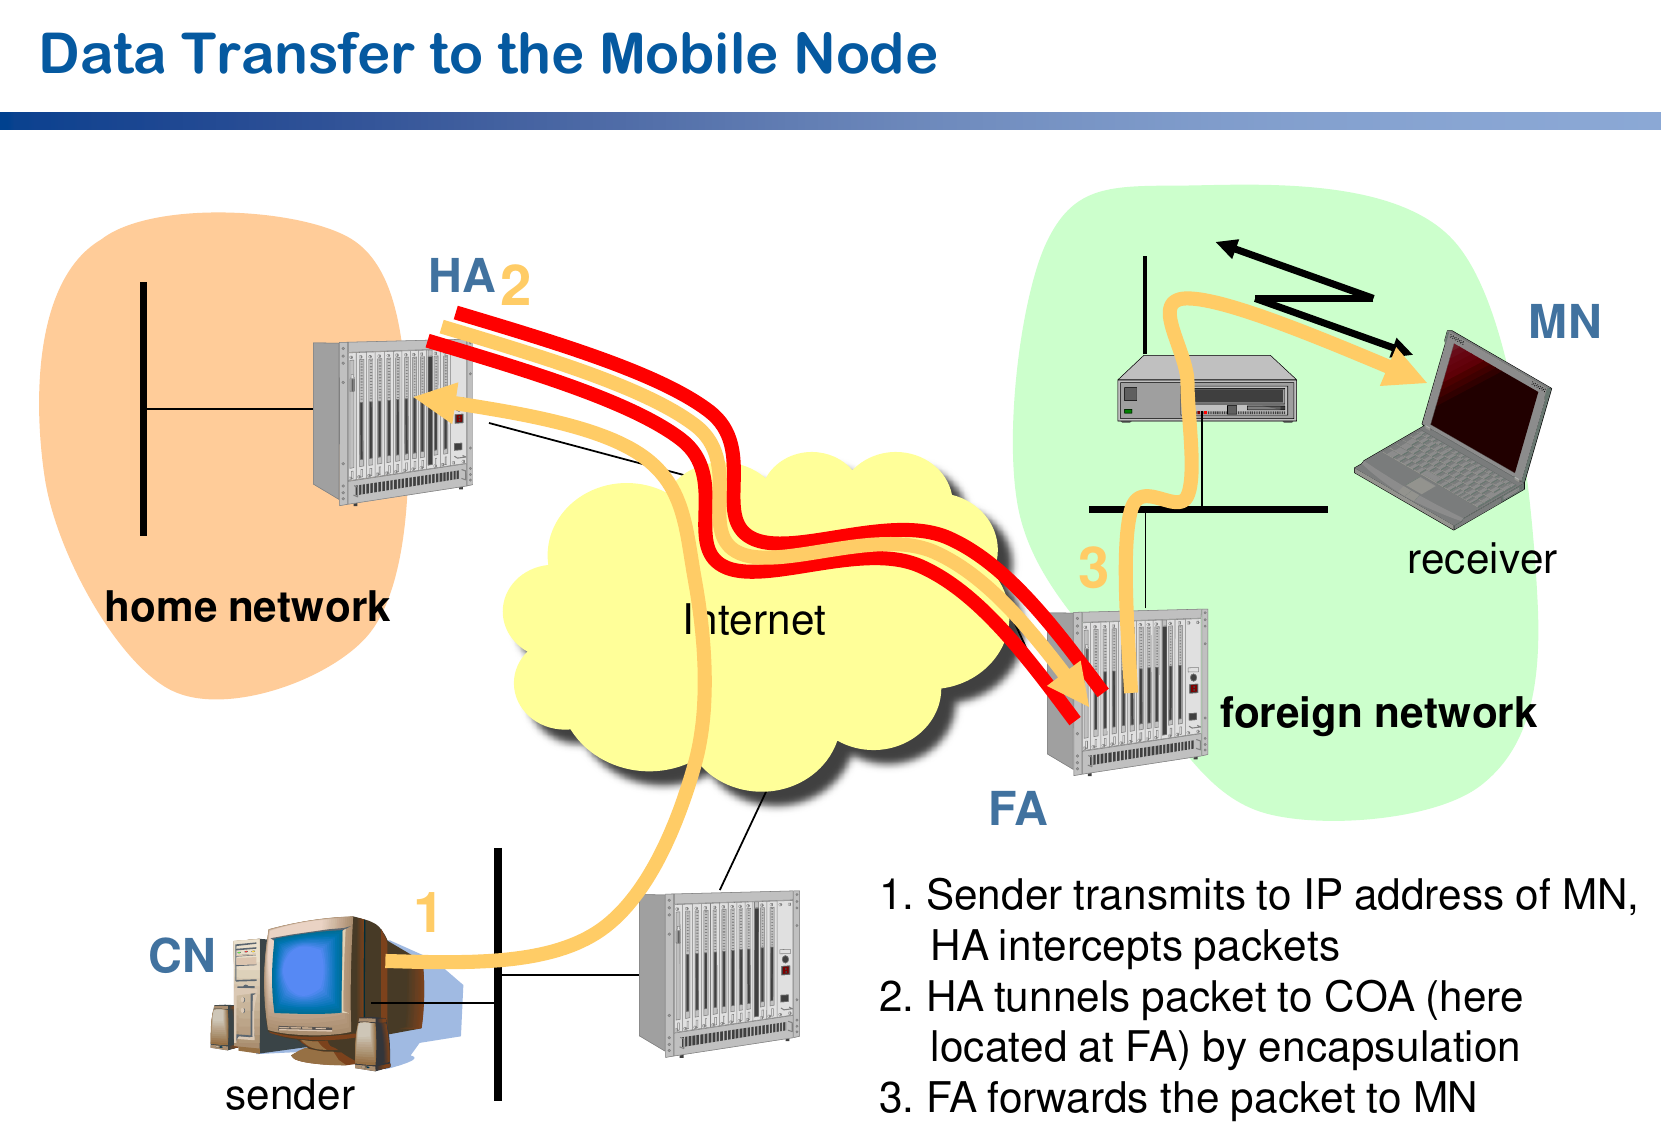 Data Transfer to the Mobile Node
HA 2
MN
home network
Internet
3
receiver
foreign network
FA
1
CN
sender
1. Sender transmits to IP address of MN,
HA intercepts packets
2. HA tunnels packet to COA (here
located at FA) by encapsulation
3. FA forwards the packet to MN